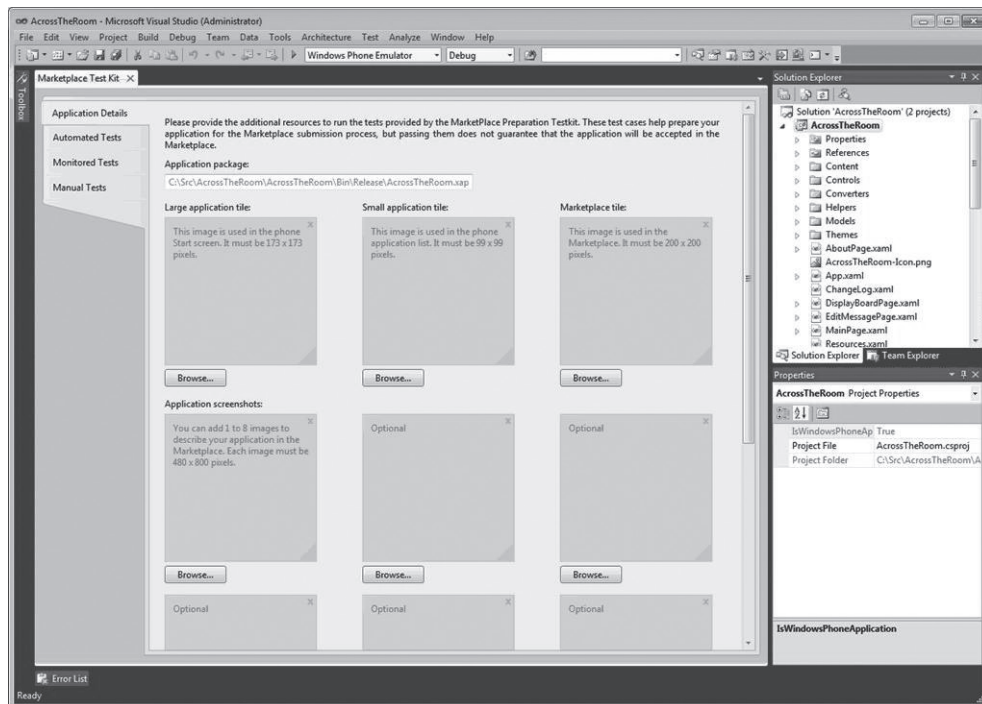 AcrossTheRoom - Microsoft Visual Studio (Administrator)
File Edit View Project Build Debug Team Data Tools Architecture Test Analyze Window Help
Windows Phone Emulator Debug
Toolbox
Marketplace Test Kit
Application Details
Automated Tests
Monitored Tests
Manual Tests
Please provide the additional resources to run the tests provided by the MarketPlace Preparation Testkit. These test cases help prepare your
application for the Marketplace submission process, but passing them does not guarantee that the application will be accepted in the
Marketplace.
Application package:
C:\Src\AcrossTheRoom\AcrossTheRoom\Bin\Release\AcrossTheRoom.xap
Large application tile:
This image is used in the phone
Start screen. It must be 173 x 173
pixels.
Browse...
Small application tile:
This image is used in the phone
application list. It must be 99 x 99
pixels.
Browse...
Marketplace tile:
This image is used in the
Marketplace. It must be 200 x 200
pixels.
Browse...
Application screenshots:
You can add 1 to 8 images to
describe your application in the
Marketplace. Each image must be
480 x 800 pixels.
Browse...
Optional
Browse...
Optional
Browse...
Optional
Optional
Optional
Solution Explorer
Solution 'AcrossTheRoom' (2 projects)
AcrossTheRoom
Properties
References
Content
Controls
Converters
Helpers
Models
Themes
AboutPage.xaml
AcrossTheRoom-Icon.png
App.xaml
ChangeLog.xaml
DisplayBoardPage.xaml
EditMessagePage.xaml
MainPage.xaml
Resources.xaml
Solution Explorer Team Explorer
Properties
AcrossTheRoom Project Properties
IsWindowsPhoneAp True
Project File AcrossTheRoom.csproj
Project Folder C:\Src\AcrossTheRoom\A
IsWindowsPhoneApplication
Error List
Ready